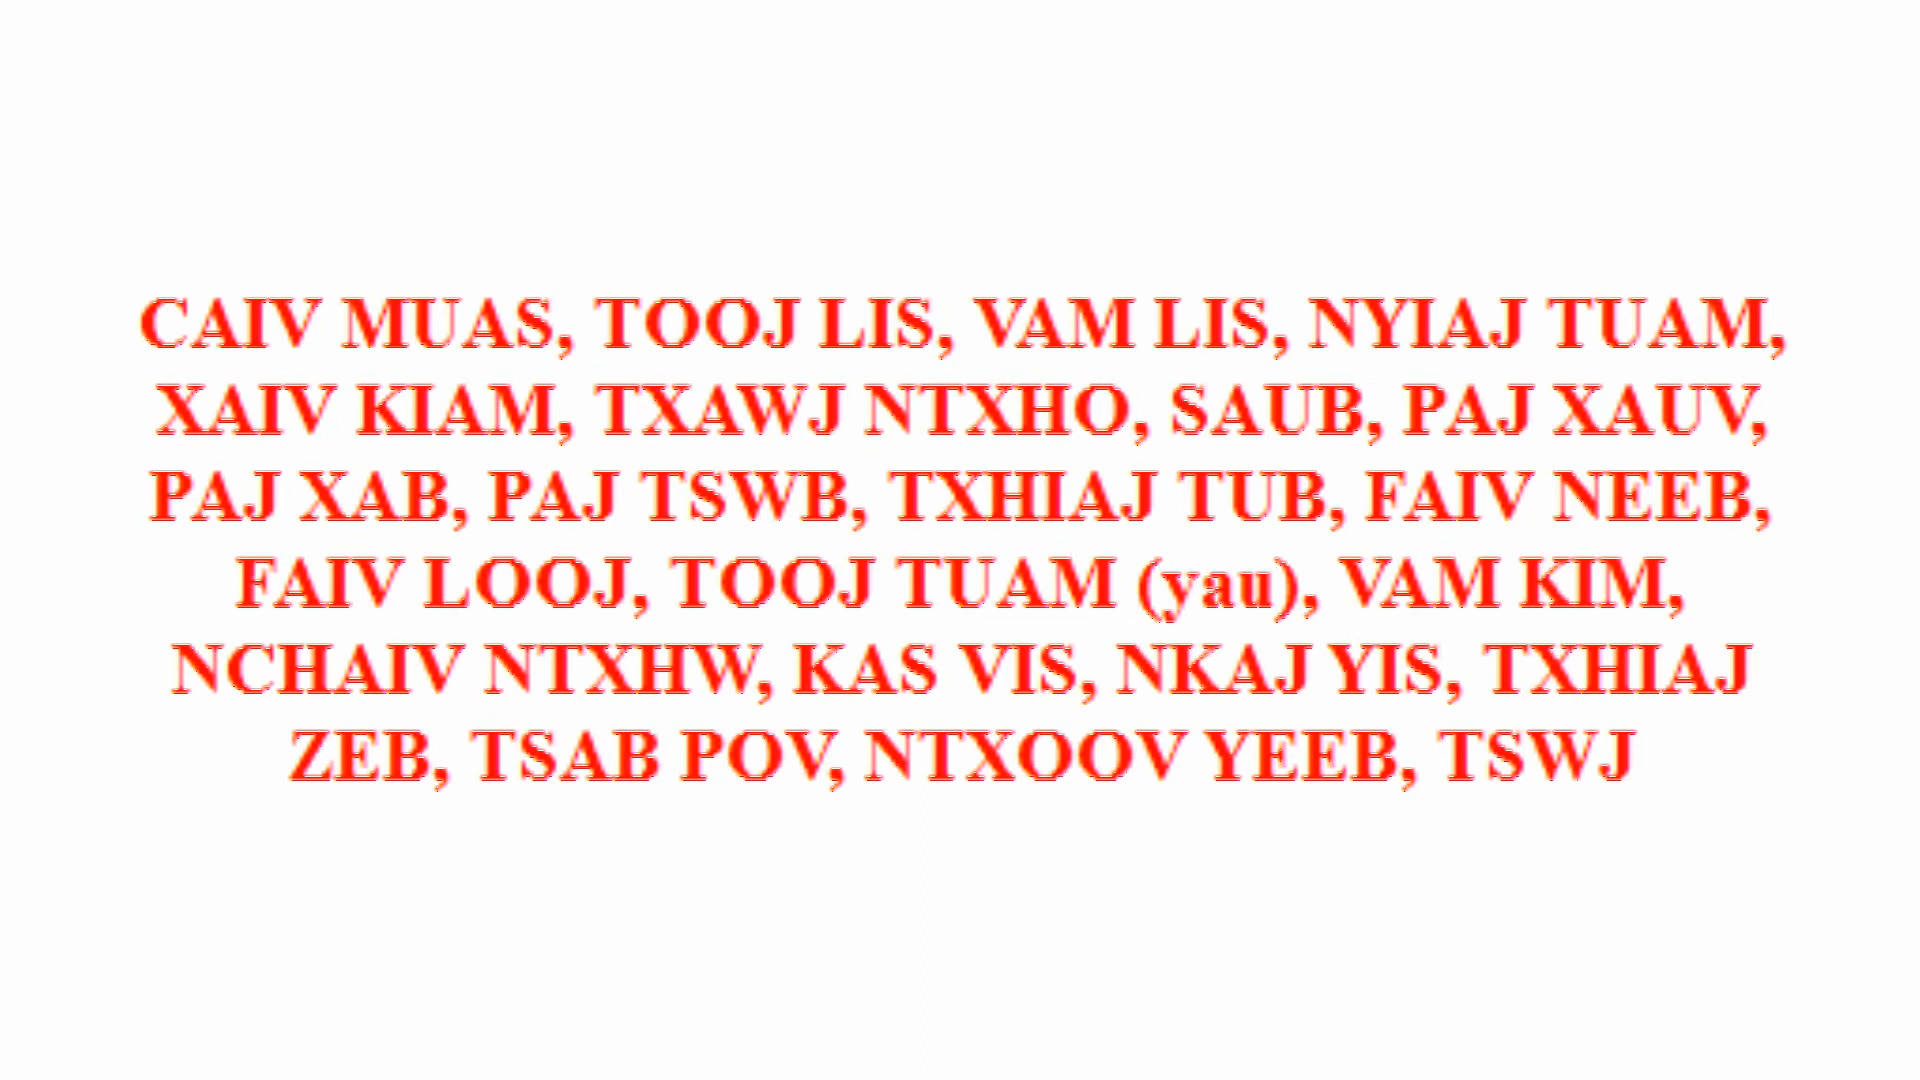 CAIV MUAS, TOOJ LIS, VAM LIS, NYIAJ TUAM,
XAIV KIAM, TXAWJ NTXHO, SAUB, PAJ XAUV,
PAJ XAB, PAJ TSWB, TXHIAJ TUB, FAIV NEEB,
FAIV LOOJ, TOOJ TUAM (yau), VAM KIM,
NCHAIV NTXHW, KAS VIS, NKAJ YIS, TXHIAJ
ZEB, TSAB POV, NTXOOV YEEB, TSWJ